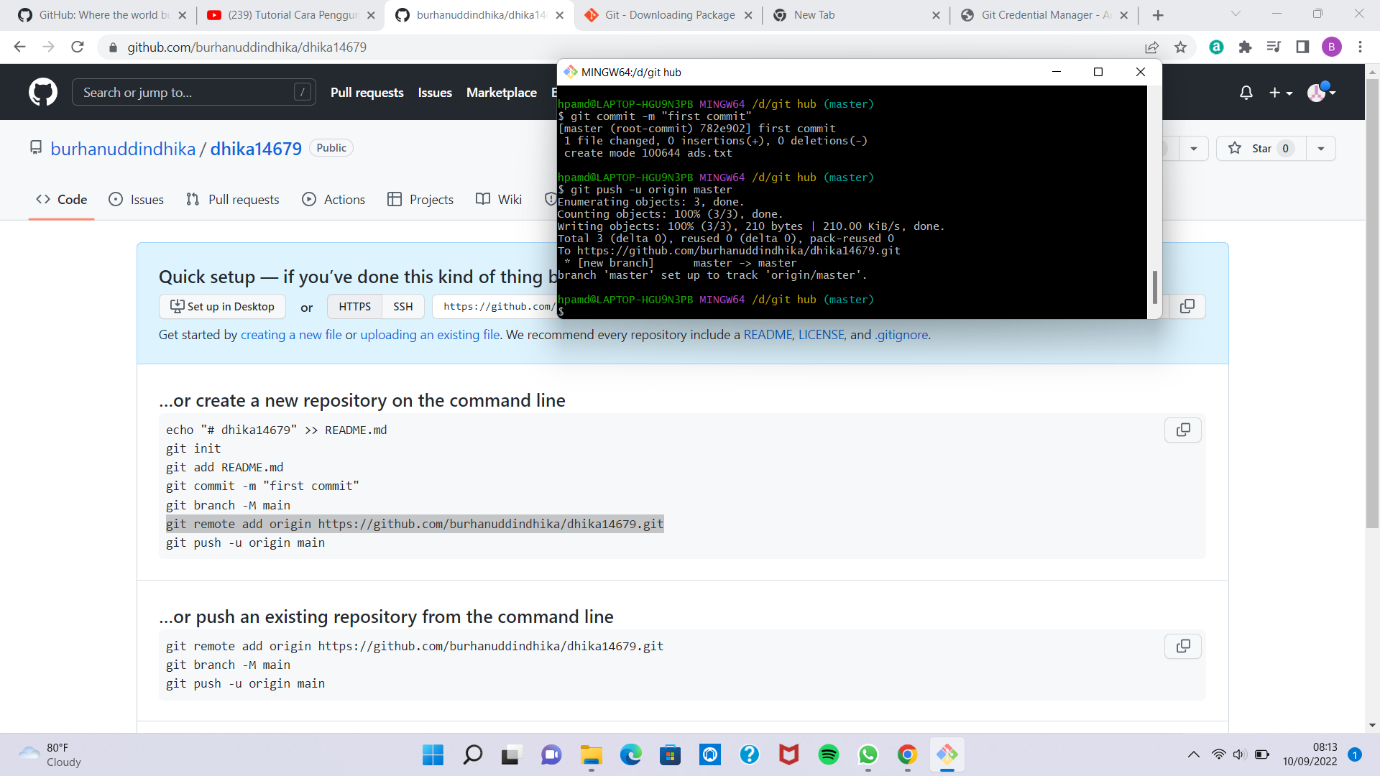 GitHub: Where the world b
(239) Tutorial Cara Penggun
burhanuddindhika/dhika14
Git - Downloading Package
New Tab
Git Credential Manager - A
github.com/burhanuddindhika/dhika14679
B
Search or jump to...
/
Pull requests
Issues
Marketplace
E
burhanuddindhika / dhika14679
Public
Star 0
Code
Issues
Pull requests
Actions
Projects
Wiki
MINGW64:/d/git hub
hpamd@LAPTOP-HGU9N3PB MINGW64 /d/git hub (master)
$ git commit -m "first commit"
[master (root-commit) 782e902] first commit
1 file changed, 0 insertions(+), 0 deletions(-)
create mode 100644 ads.txt
hpamd@LAPTOP-HGU9N3PB MINGW64 /d/git hub (master)
$ git push -u origin master
Enumerating objects: 3, done.
Counting objects: 100% (3/3), done.
Writing objects: 100% (3/3), 210 bytes | 210.00 KiB/s, done.
Total 3 (delta 0), reused 0 (delta 0), pack-reused 0
To https://github.com/burhanuddindhika/dhika14679.git
* [new branch] master -> master
branch 'master' set up to track 'origin/master'.
hpamd@LAPTOP-HGU9N3PB MINGW64 /d/git hub (master)
$
Quick setup — if you've done this kind of thing b
Set up in Desktop
or
HTTPS
SSH
https://github.com/
Get started by creating a new file or uploading an existing file. We recommend every repository include a README, LICENSE, and .gitignore.
...or create a new repository on the command line
echo "# dhika14679" >> README.md
git init
git add README.md
git commit -m "first commit"
git branch -M main
git remote add origin https://github.com/burhanuddindhika/dhika14679.git
git push -u origin main
...or push an existing repository from the command line
git remote add origin https://github.com/burhanuddindhika/dhika14679.git
git branch -M main
git push -u origin main
80°F
Cloudy
08:13
10/09/2022
1